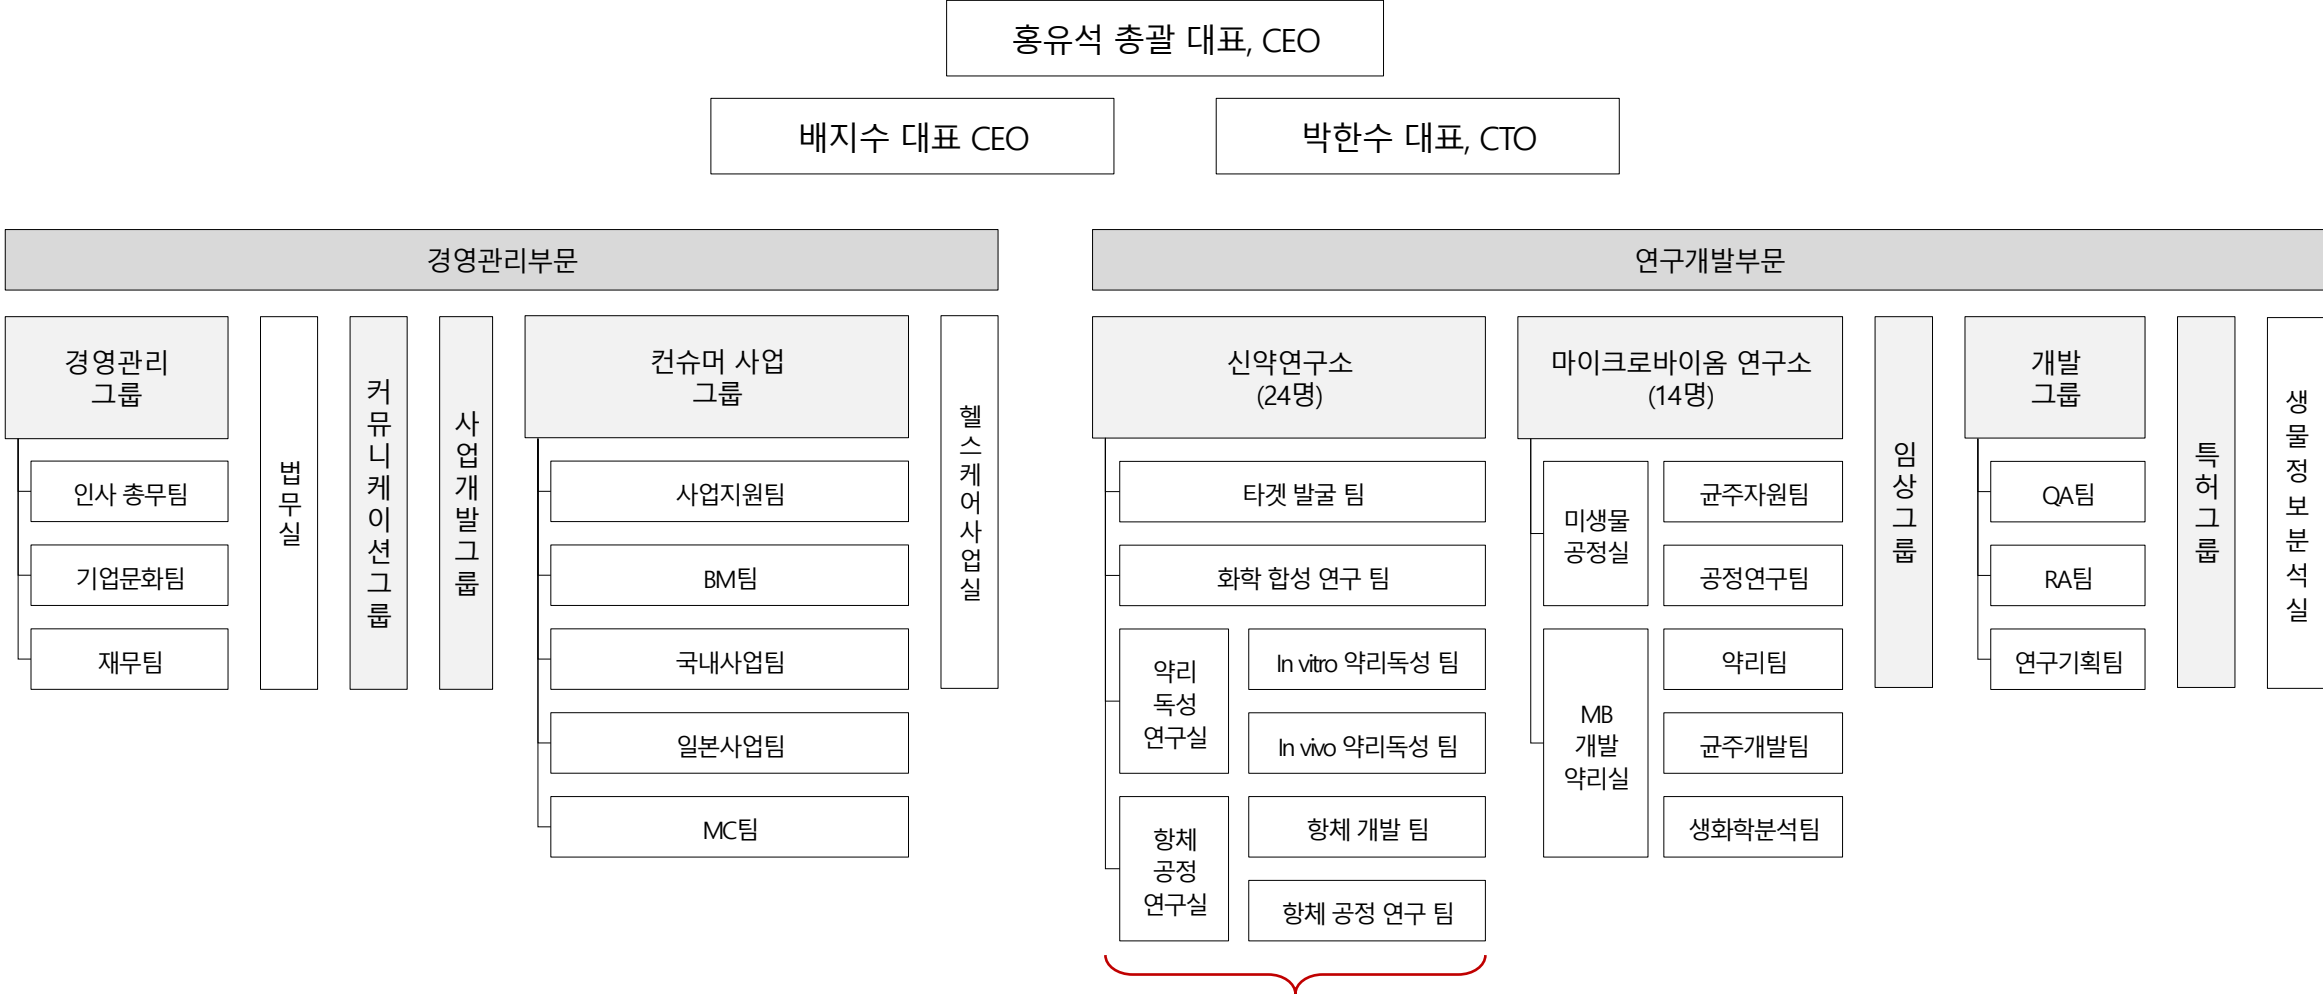 홍유석 총괄 대표, CEO
배지수 대표 CEO
박한수 대표, CTO
경영관리부문
경영관리
그룹
인사 총무팀
기업문화팀
재무팀
법무실
커뮤니케이션그룹
사업개발그룹
컨슈머 사업
그룹
사업지원팀
BM팀
국내사업팀
일본사업팀
MC팀
헬스케어사업실
연구개발부문
신약연구소
(24명)
타겟 발굴 팀
화학 합성 연구 팀
약리
독성
연구실
In vitro 약리독성 팀
In vivo 약리독성 팀
항체
공정
연구실
항체 개발 팀
항체 공정 연구 팀
마이크로바이옴 연구소
(14명)
미생물
공정실
균주자원팀
공정연구팀
MB
개발
약리실
약리팀
균주개발팀
생화학분석팀
임상그룹
개발
그룹
QA팀
RA팀
연구기획팀
특허그룹
생물정보분석실